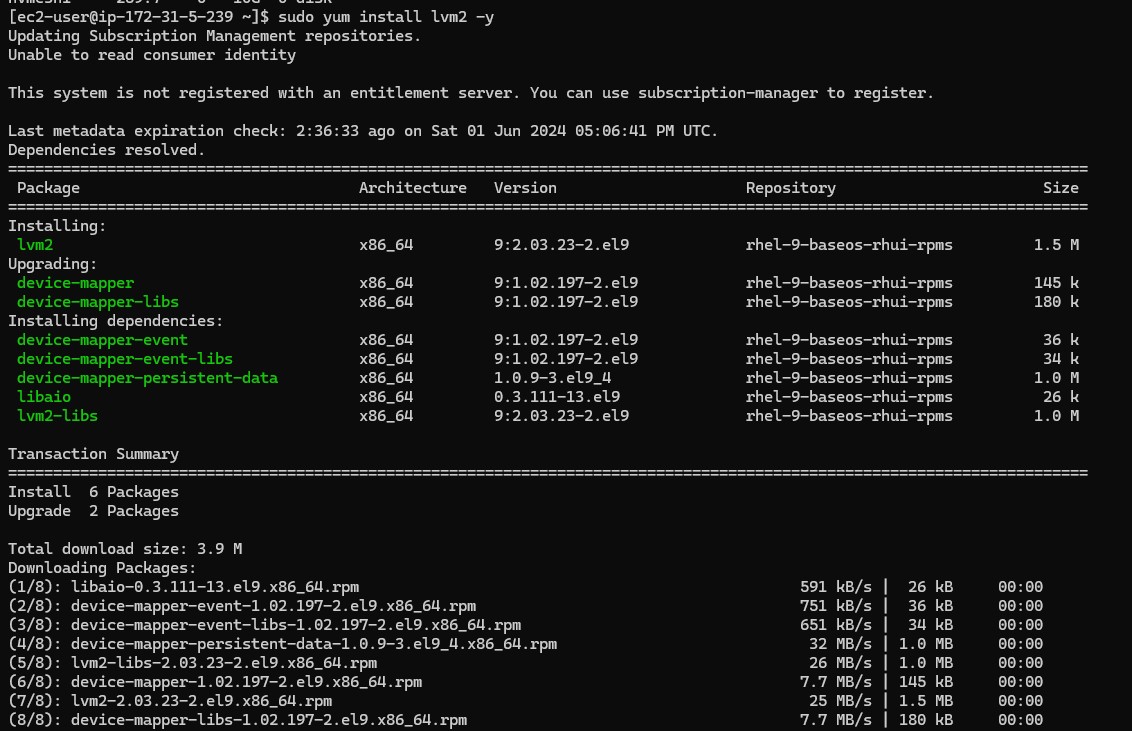 [ec2-user@ip-172-31-5-239 ~]$ sudo yum install lvm2 -y
Updating Subscription Management repositories.
Unable to read consumer identity
This system is not registered with an entitlement server. You can use subscription-manager to register.
Last metadata expiration check: 2:36:33 ago on Sat 01 Jun 2024 05:06:41 PM UTC.
Dependencies resolved.
Package Architecture Version Repository Size
Installing:
lvm2 x86_64 9:2.03.23-2.el9 rhel-9-baseos-rhui-rpms 1.5 M
Upgrading:
device-mapper x86_64 9:1.02.197-2.el9 rhel-9-baseos-rhui-rpms 145 k
device-mapper-libs x86_64 9:1.02.197-2.el9 rhel-9-baseos-rhui-rpms 180 k
Installing dependencies:
device-mapper-event x86_64 9:1.02.197-2.el9 rhel-9-baseos-rhui-rpms 36 k
device-mapper-event-libs x86_64 9:1.02.197-2.el9 rhel-9-baseos-rhui-rpms 34 k
device-mapper-persistent-data x86_64 1.0.9-3.el9_4 rhel-9-baseos-rhui-rpms 1.0 M
libaio x86_64 0.3.111-13.el9 rhel-9-baseos-rhui-rpms 26 k
lvm2-libs x86_64 9:2.03.23-2.el9 rhel-9-baseos-rhui-rpms 1.0 M
Transaction Summary
Install 6 Packages
Upgrade 2 Packages
Total download size: 3.9 M
Downloading Packages:
(1/8): libaio-0.3.111-13.el9.x86_64.rpm 591 kB/s | 26 kB 00:00
(2/8): device-mapper-event-1.02.197-2.el9.x86_64.rpm 751 kB/s | 36 kB 00:00
(3/8): device-mapper-event-libs-1.02.197-2.el9.x86_64.rpm 651 kB/s | 34 kB 00:00
(4/8): device-mapper-persistent-data-1.0.9-3.el9_4.x86_64.rpm 32 MB/s | 1.0 MB 00:00
(5/8): lvm2-libs-2.03.23-2.el9.x86_64.rpm 26 MB/s | 1.0 MB 00:00
(6/8): device-mapper-1.02.197-2.el9.x86_64.rpm 7.7 MB/s | 145 kB 00:00
(7/8): lvm2-2.03.23-2.el9.x86_64.rpm 25 MB/s | 1.5 MB 00:00
(8/8): device-mapper-libs-1.02.197-2.el9.x86_64.rpm 7.7 MB/s | 180 kB 00:00